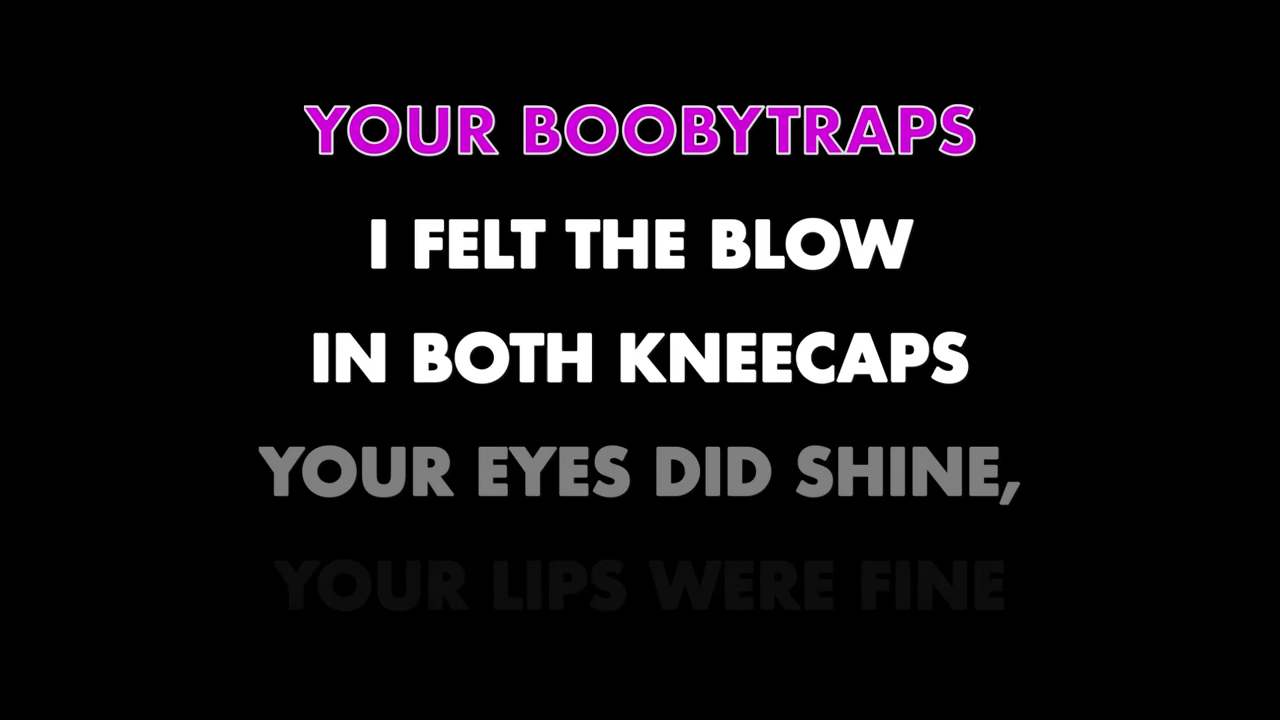 YOUR BOOBYTRAPS
I FELT THE BLOW
IN BOTH KNEECAPS
YOUR EYES DID SHINE,
YOUR LIPS WERE FINE